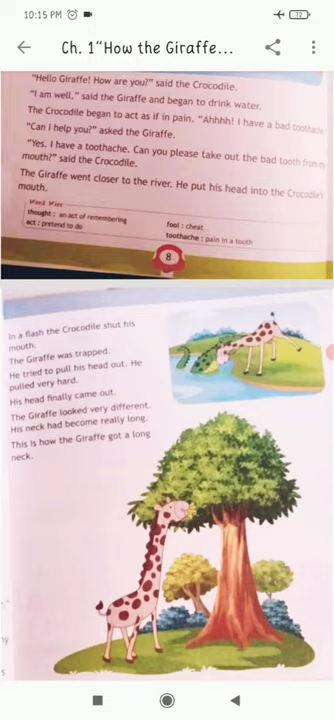 10:15 PM
72
Ch. 1“How the Giraffe...
“Hello Giraffe! How are you?” said the Crocodile.
“I am well,” said the Giraffe and began to drink water.
The Crocodile began to act as if in pain. “Ahhhh! I have a bad toothache
“Can I help you?” asked the Giraffe.
“Yes. I have a toothache. Can you please take out the bad tooth from my
mouth?” said the Crocodile.
The Giraffe went closer to the river. He put his head into the Crocodile's
mouth.
Word Wise
thought : an act of remembering
act : pretend to do
fool : cheat
toothache : pain in a tooth
8
In a flash the Crocodile shut his
mouth.
The Giraffe was trapped.
He tried to pull his head out. He
pulled very hard.
His head finally came out.
The Giraffe looked very different.
His neck had become really long.
This is how the Giraffe got a long
neck.